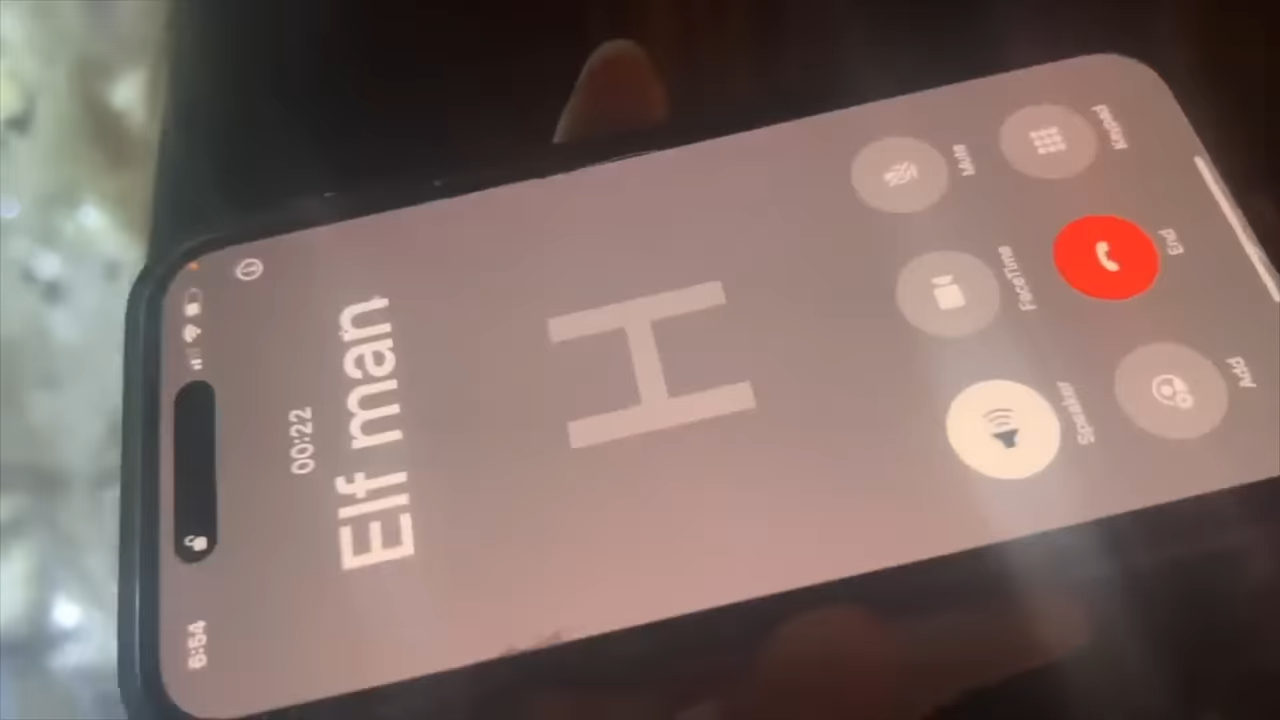 6:54
00:22
Elf man
H
Speaker
FaceTime
Mute
Add
End
Keypad